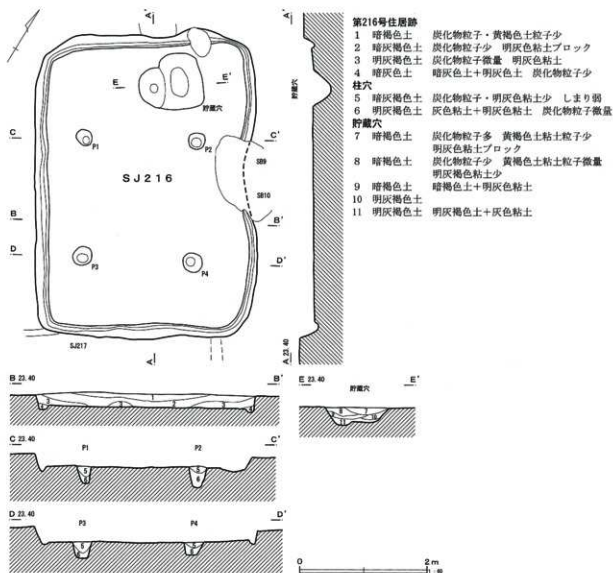 第216号住居跡
1 暗褐色土 炭化物粒子・黄褐色土粒子少
2 暗灰褐色土 炭化物粒子少 明灰色粘土ブロック
3 明灰褐色土 炭化物粒子微量 明灰色粘土
4 暗灰色土 暗灰色土+明灰色土 炭化物粒子少
柱穴
5 暗灰褐色土 炭化物粒子・明灰色粘土少 しまり弱
6 明灰褐色土 灰色粘土+明灰色粘土 炭化物粒子微量
貯蔵穴
7 暗褐色土 炭化物粒子多 黄褐色土粘土粒子少
明灰色粘土ブロック
8 暗褐色土 炭化物粒子少 黄褐色土粘土粒子微量
明灰褐色粘土少
9 暗褐色土 暗褐色土+明灰色粘土
10 明灰褐色土
11 明灰褐色土 明灰褐色土+灰色粘土
A'
A'
E E'
貯蔵穴
貯蔵穴
C C'
P1 P2
SB9
SJ216
SB10
B B'
D D'
P3 P4
SJ217
A
A 23.40
B 23.40 B'
E 23.40 E'
貯蔵穴
C 23.40 C'
P1 P2
D 23.40 D'
P3 P4
0 2m